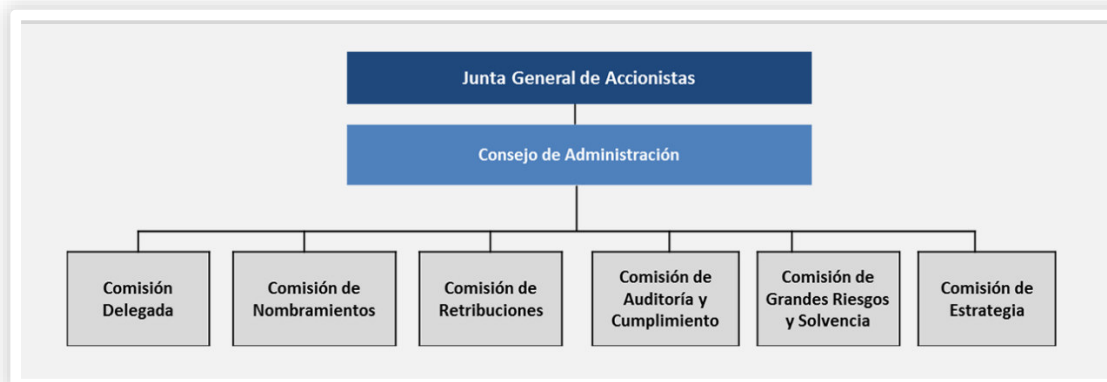 Junta General de Accionistas
Consejo de Administración
Comisión
Delegada
Comisión de
Nombramientos
Comisión de
Retribuciones
Comisión de
Auditoría y
Cumplimiento
Comisión de
Grandes Riesgos
y Solvencia
Comisión de
Estrategia